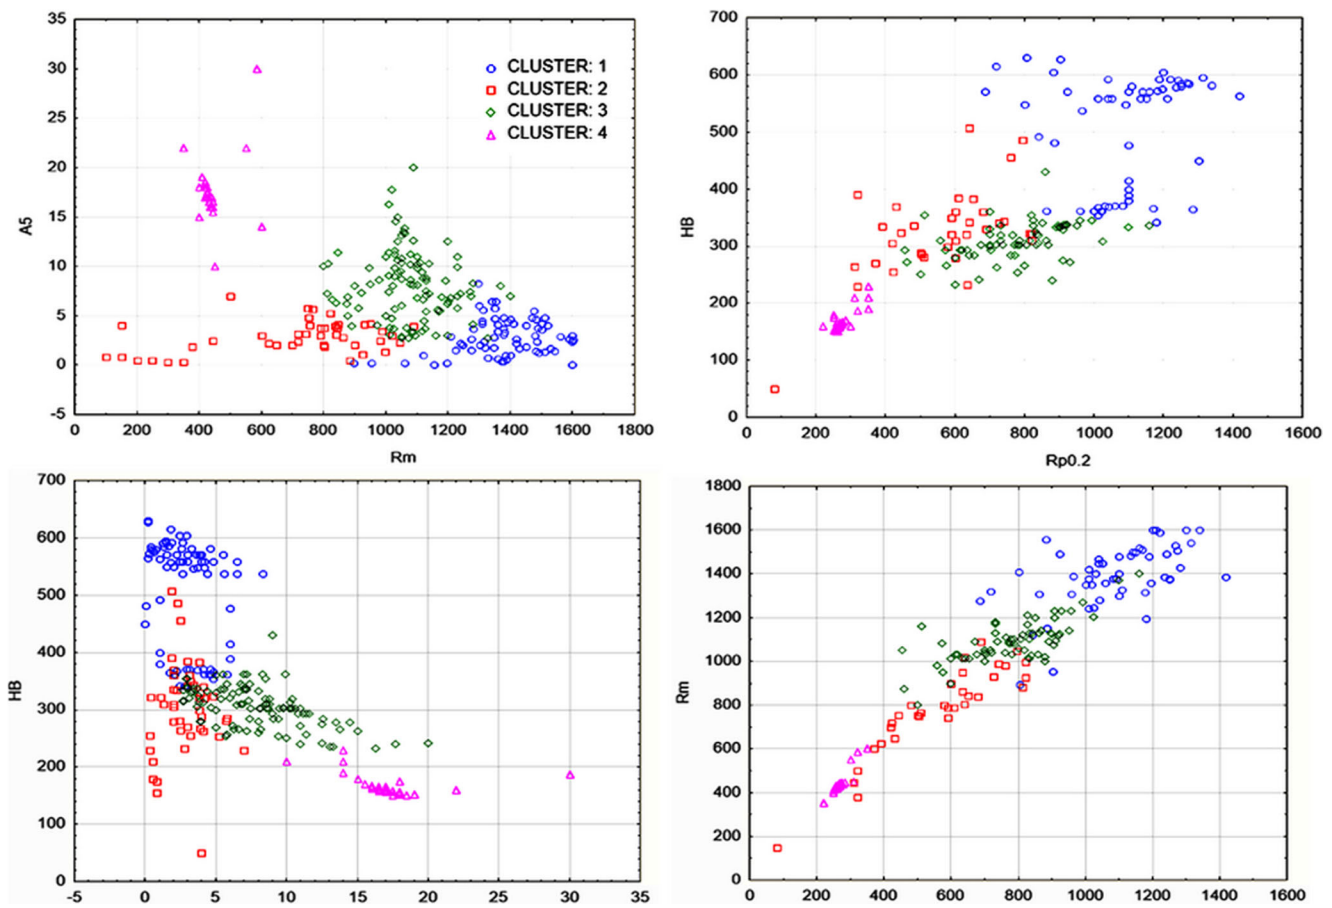 35
30
25
20
15
10
5
0
-5
A5
0 200 400 600 800 1000 1200 1400 1600 1800
Rm
CLUSTER: 1
CLUSTER: 2
CLUSTER: 3
CLUSTER: 4
700
600
500
400
300
200
100
0
HB
0 200 400 600 800 1000 1200 1400 1600
Rp0.2
700
600
500
400
300
200
100
0
HB
-5 0 5 10 15 20 25 30 35
1800
1600
1400
1200
1000
800
600
400
200
0
Rm
0 200 400 600 800 1000 1200 1400 1600